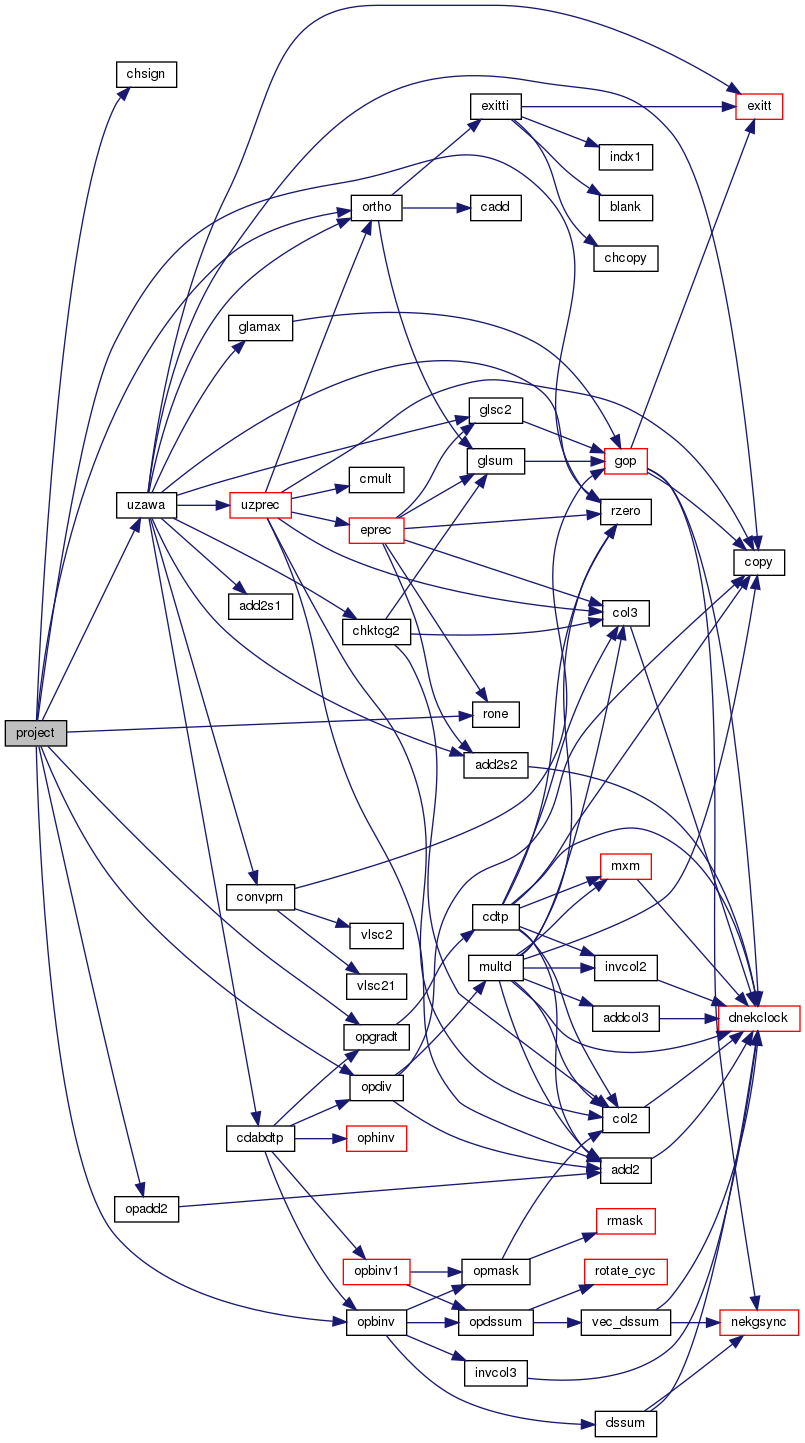 chsign
exitti
exitt
indx1
ortho
cadd
blank
chcopy
glamax
glsc2
glsum
gop
cmult
uzawa
uzprec
rzero
eprec
copy
add2s1
col3
chktcg2
rone
project
add2s2
mxm
convprn
cdtp
vlsc2
multd
invcol2
vlsc21
addcol3
dnekclock
opgradt
opdiv
col2
cdabdtp
ophinv
add2
opadd2
rmask
opbinv1
opmask
rotate_cyc
opbinv
opdssum
vec_dssum
nekgsync
invcol3
dssum